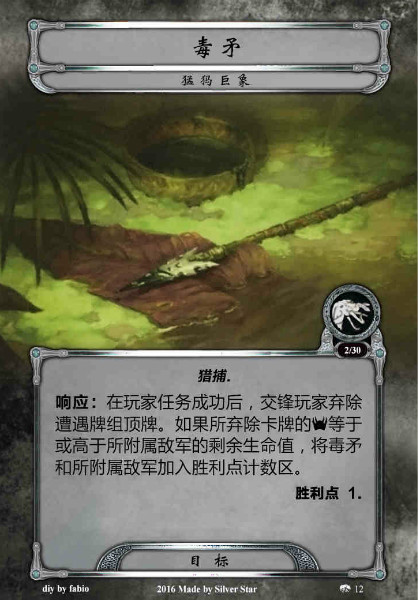 毒矛
猛犸巨象
2/30
猎捕.
响应：在玩家任务成功后，交锋玩家弃除
遭遇牌组顶牌。如果所弃除卡牌的等于
或高于所附属敌军的剩余生命值，将毒矛
和所附属敌军加入胜利点计数区。
胜利点 1.
目标
diy by fabio
2016 Made by Silver Star
12